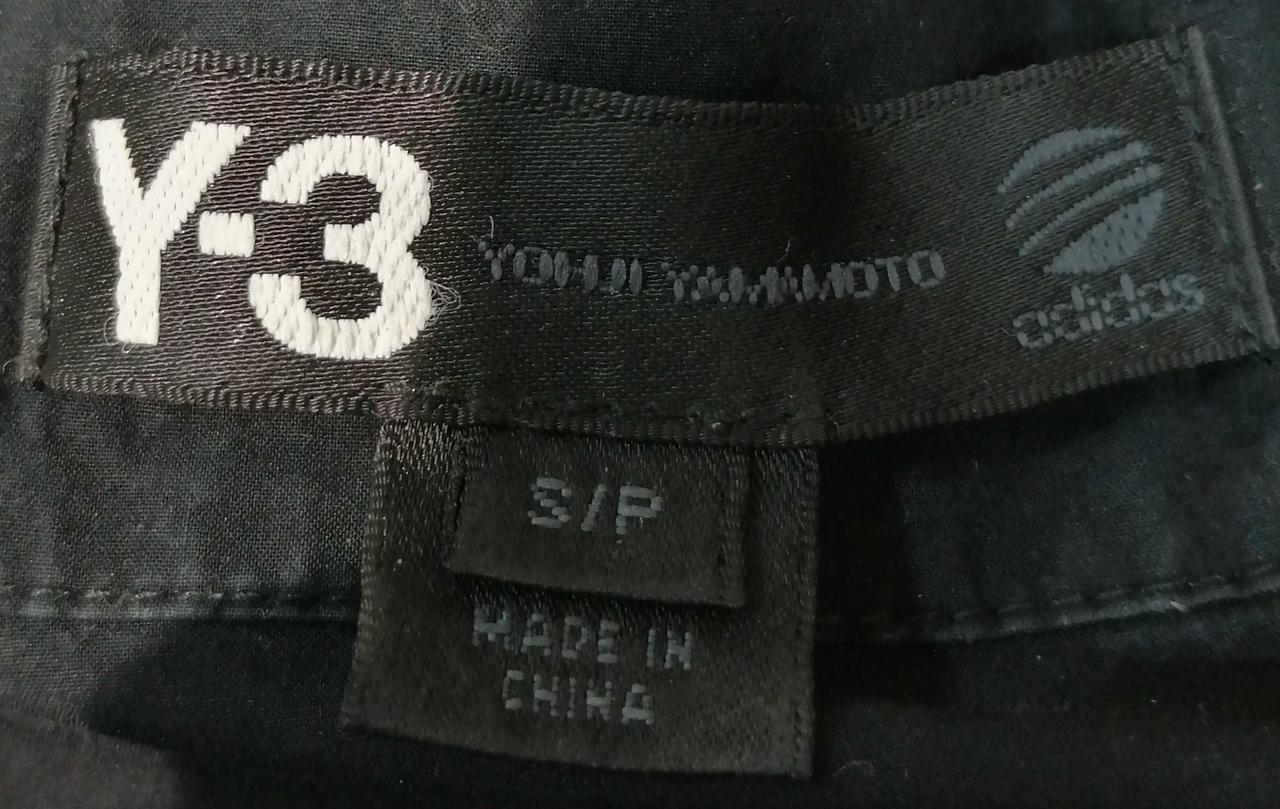 Y-3 YOHJI YAMAMOTO adidas
S/P
MADE IN
CHINA